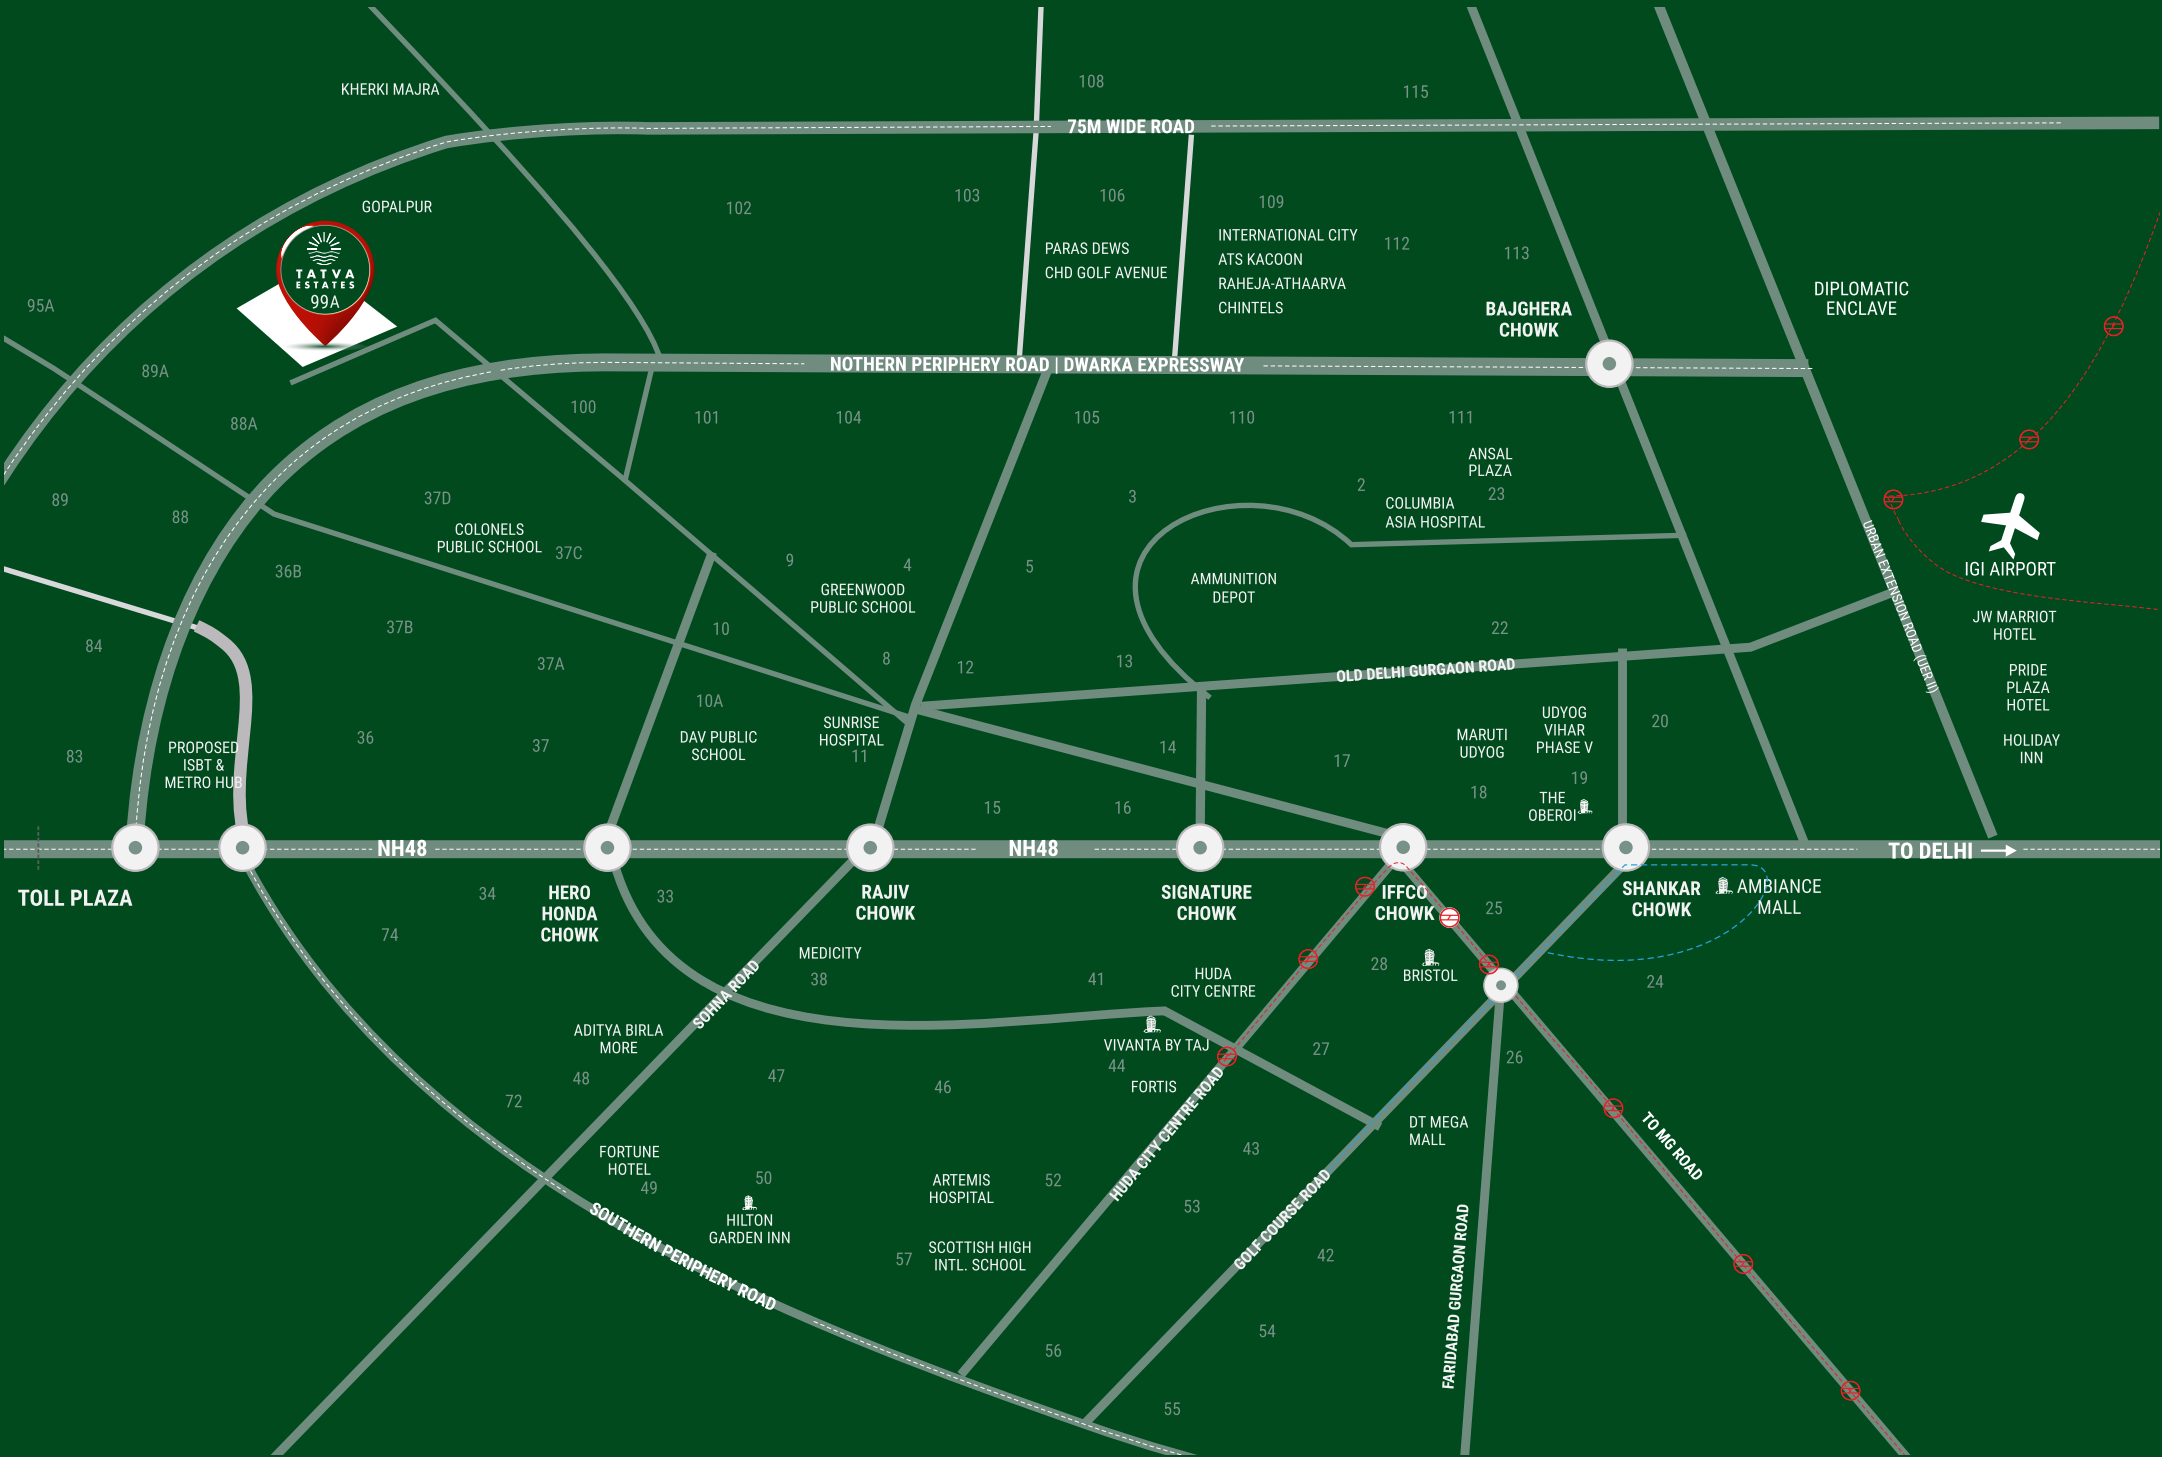 108
115
KHERKI MAJRA
75M WIDE ROAD
103
106
109
102
GOPALPUR
INTERNATIONAL CITY
ATS KACOON
RAHEJA-ATHAARVA
CHINTELS
112
113
PARAS DEWS
CHD GOLF AVENUE
TATVA
ESTATES
99A
95A
BAJGHERA
CHOWK
DIPLOMATIC
ENCLAVE
NOTHERN PERIPHERY ROAD | DWARKA EXPRESSWAY
89A
88A
100
101
104
105
110
111
ANSAL
PLAZA
23
2
COLUMBIA
ASIA HOSPITAL
3
89
88
37D
COLONELS
PUBLIC SCHOOL
37C
9
4
5
36B
GREENWOOD
PUBLIC SCHOOL
AMMUNITION
DEPOT
URBAN EXTENSION ROAD (UER II)
IGI AIRPORT
JW MARRIOT
HOTEL
PRIDE
PLAZA
HOTEL
HOLIDAY
INN
84
37B
37A
10
8
12
13
22
OLD DELHI GURGAON ROAD
10A
SUNRISE
HOSPITAL
11
DAV PUBLIC
SCHOOL
83
PROPOSED
ISBT &
METRO HUB
36
37
14
17
MARUTI
UDYOG
UDYOG
VIHAR
PHASE V
20
19
18
THE
OBEROI
15
16
NH48
NH48
TO DELHI
TOLL PLAZA
34
HERO
HONDA
CHOWK
33
RAJIV
CHOWK
SIGNATURE
CHOWK
IFFCO
CHOWK
25
SHANKAR
CHOWK
AMBIANCE
MALL
74
MEDICITY
38
41
HUDA
CITY CENTRE
28
BRISTOL
24
SOHNA ROAD
ADITYA BIRLA
MORE
48
72
47
46
VIVANTA BY TAJ
44
FORTIS
27
26
HUDA CITY CENTRE ROAD
43
DT MEGA
MALL
TO MG ROAD
FORTUNE
HOTEL
49
50
HILTON
GARDEN INN
ARTEMIS
HOSPITAL
52
53
SOUTHERN PERIPHERY ROAD
57
SCOTTISH HIGH
INTL. SCHOOL
GOLF COURSE ROAD
42
FARIDABAD GURGAON ROAD
54
56
55